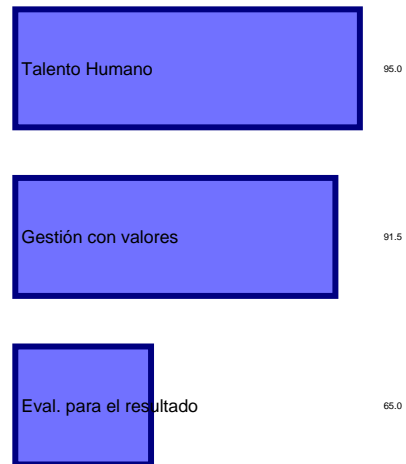 Talento Humano 95.0
Gestión con valores 91.5
Eval. para el resultado 65.0